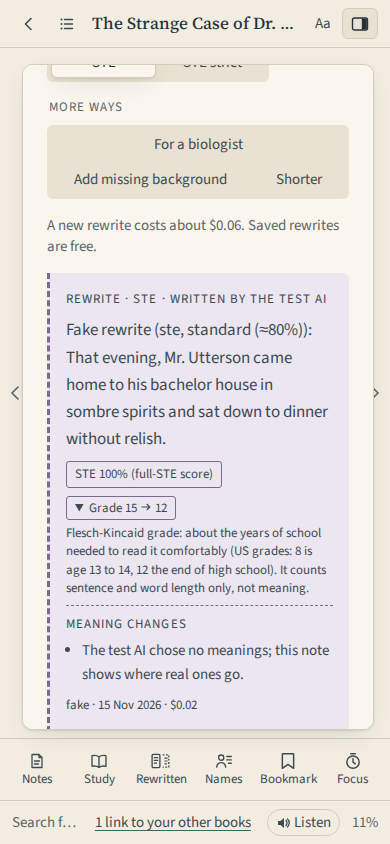 The Strange Case of Dr. ...
Aa
MORE WAYS
For a biologist
Add missing background
Shorter
A new rewrite costs about $0.06. Saved rewrites
are free.
REWRITE · STE · WRITTEN BY THE TEST AI
Fake rewrite (ste, standard (≈80%)):
That evening, Mr. Utterson came
home to his bachelor house in
sombre spirits and sat down to dinner
without relish.
STE 100% (full-STE score)
▼ Grade 15 → 12
Flesch-Kincaid grade: about the years of school
needed to read it comfortably (US grades: 8 is
age 13 to 14, 12 the end of high school). It counts
sentence and word length only, not meaning.
MEANING CHANGES
• The test AI chose no meanings; this note
shows where real ones go.
fake · 15 Nov 2026 · $0.02
Notes Study Rewritten Names Bookmark Focus
Search f... 1 link to your other books Listen 11%